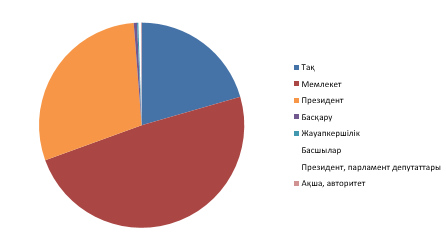 Тақ
Мемлекет
Президент
Басқару
Жауапкершілік
Басшылар
Президент, парламент депутаттары
Ақша, авторитет